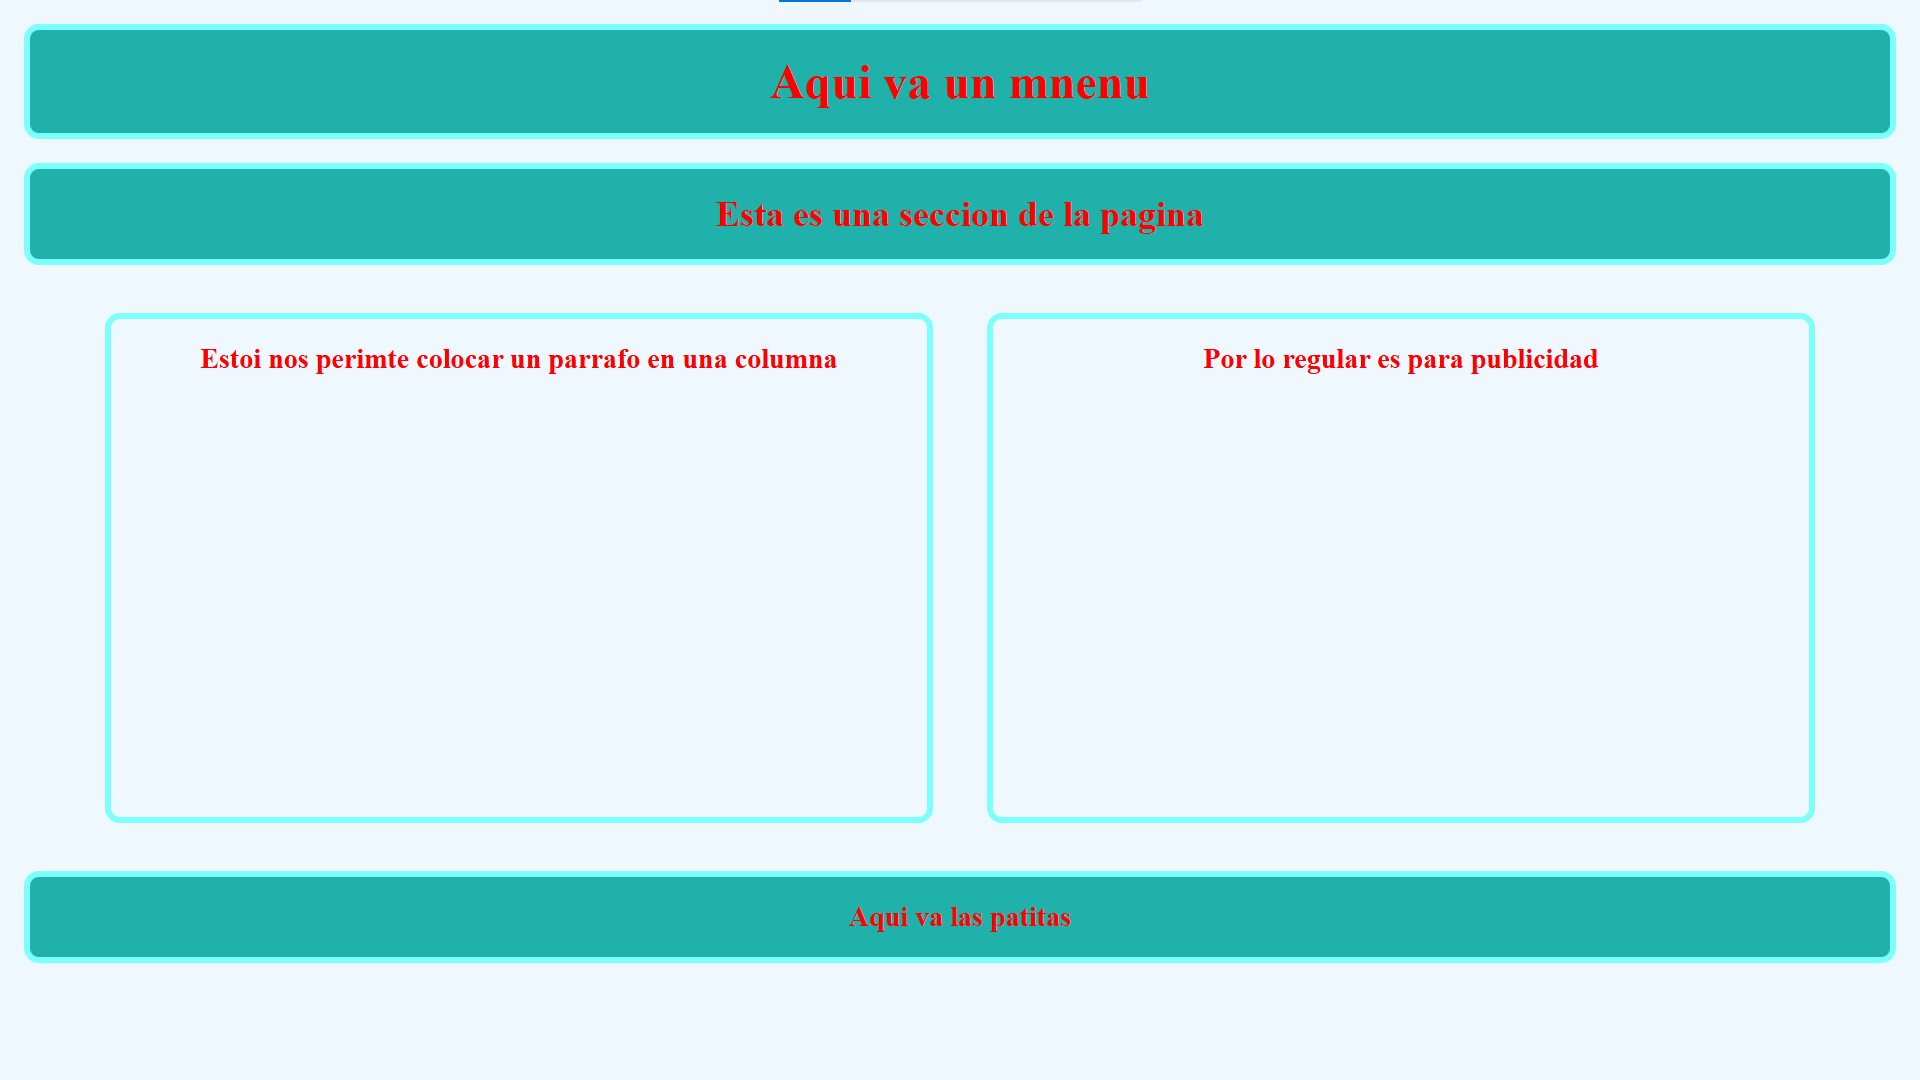 Aqui va un mnenu
Esta es una seccion de la pagina
Estoi nos perimte colocar un parrafo en una columna
Por lo regular es para publicidad
Aqui va las patitas